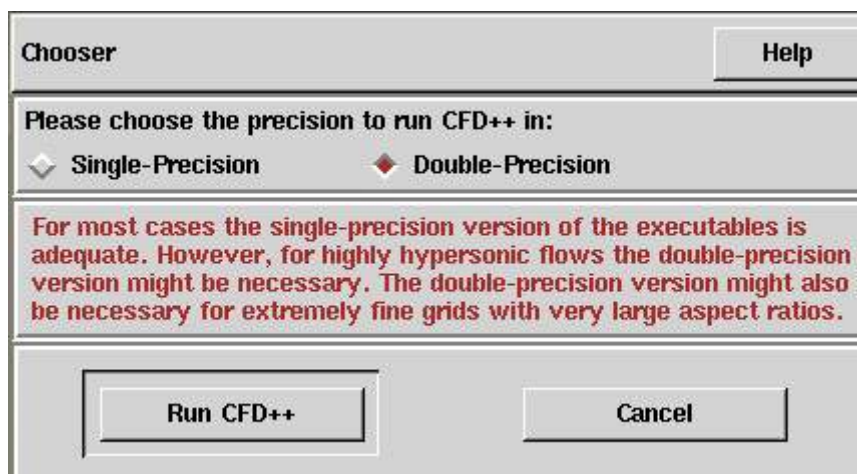 Chooser
Help
Please choose the precision to run CFD++ in:
Single-Precision
Double-Precision
For most cases the single-precision version of the executables is
adequate. However, for highly hypersonic flows the double-precision
version might be necessary. The double-precision version might also
be necessary for extremely fine grids with very large aspect ratios.
Run CFD++
Cancel